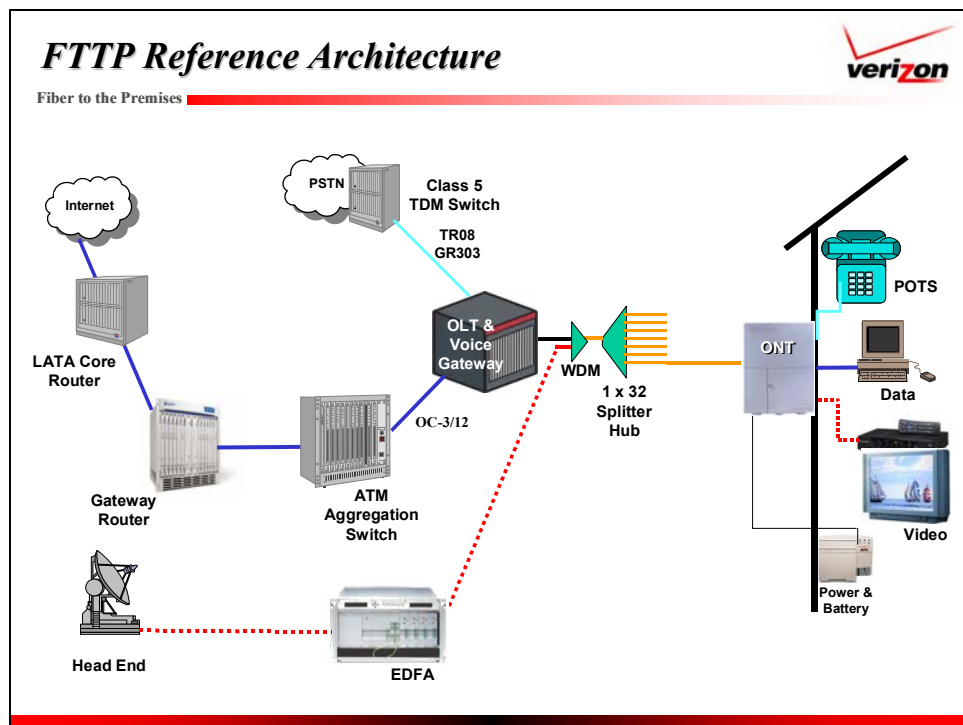 FTTP Reference Architecture
verizon
Fiber to the Premises
PSTN
Class 5
TDM Switch
Internet
TR08
GR303
POTS
OLT &
Voice
Gateway
ONT
LATA Core
Router
WDM
1 x 32
Splitter
Hub
Data
OC-3/12
Gateway
Router
ATM
Aggregation
Switch
Video
Power &
Battery
Head End
EDFA